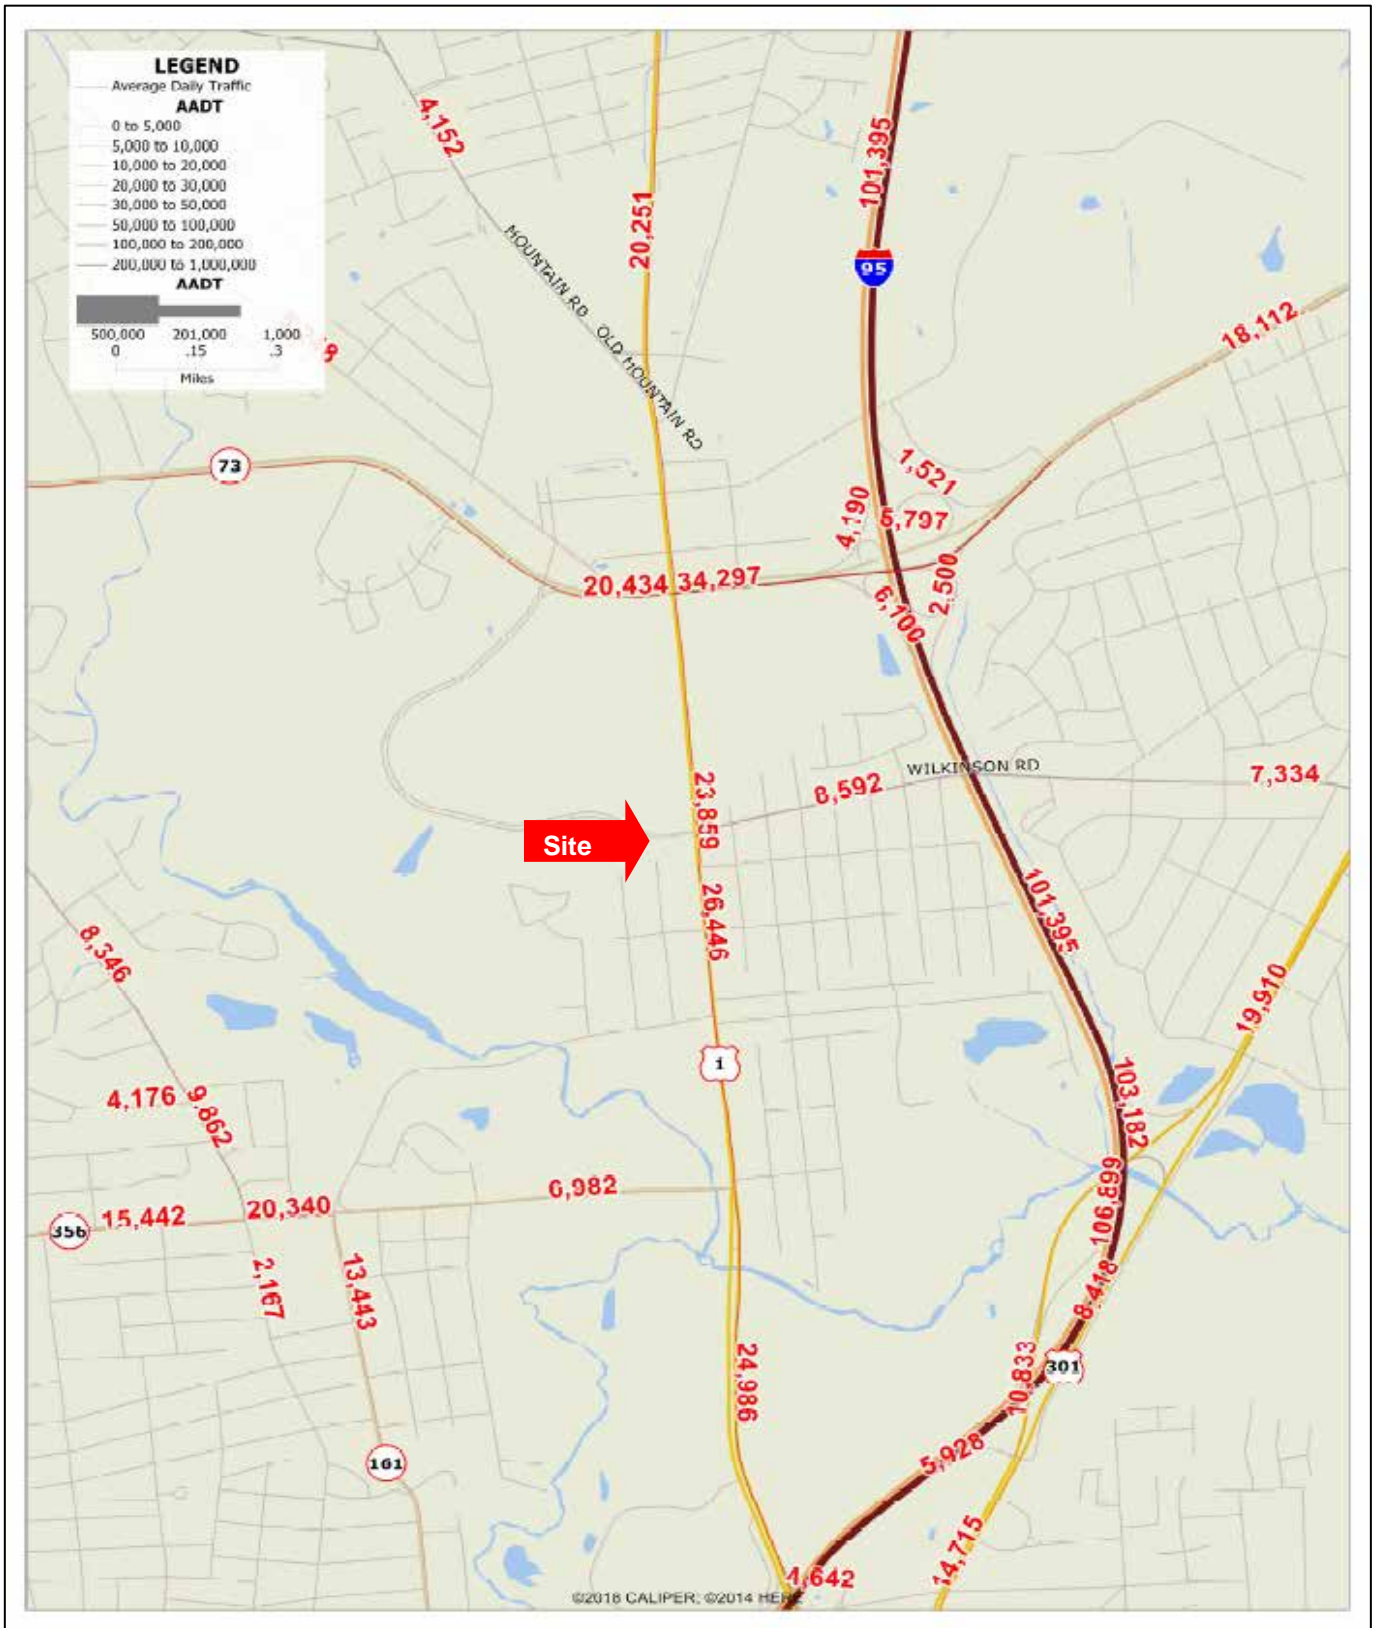 LEGEND
Average Daily Traffic
AADT
0 to 5,000
5,000 to 10,000
10,000 to 20,000
20,000 to 30,000
30,000 to 50,000
50,000 to 100,000
100,000 to 200,000
200,000 to 1,000,000
AADT
500,000 201,000 1,000
0 .15 .3
Miles
4,152
20,251
101,395
95
MOUNTAIN RD
OLD MOUNTAIN RD
18,112
73
1,521
4,190
5,797
20,434
34,297
2,500
6,100
WILKINSON RD
8,592
7,334
23,859
Site
26,446
101,395
8,346
19,910
1
4,176
9,862
103,182
6,982
106,899
15,442
20,340
356
2,167
13,443
8,418
24,986
10,833
301
161
5,928
14,715
4,642
©2018 CALIPER; ©2014 HERE